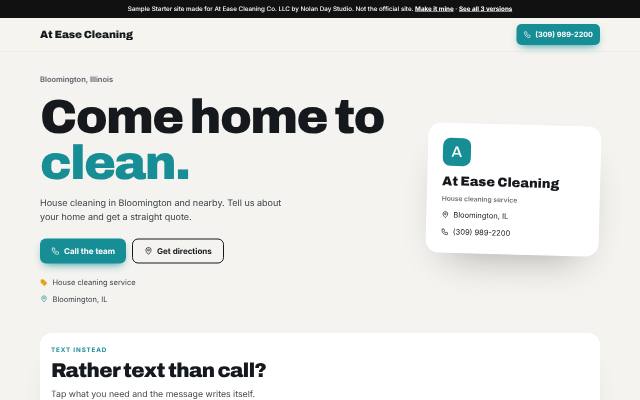 Sample Starter site made for At Ease Cleaning Co. LLC by Nolan Day Studio. Not the official site. Make it mine · See all 3 versions
At Ease Cleaning
(309) 989-2200
Bloomington, Illinois
Come home to
clean.
House cleaning in Bloomington and nearby. Tell us about
your home and get a straight quote.
Call the team
Get directions
House cleaning service
Bloomington, IL
A
At Ease Cleaning
House cleaning service
Bloomington, IL
(309) 989-2200
TEXT INSTEAD
Rather text than call?
Tap what you need and the message writes itself.